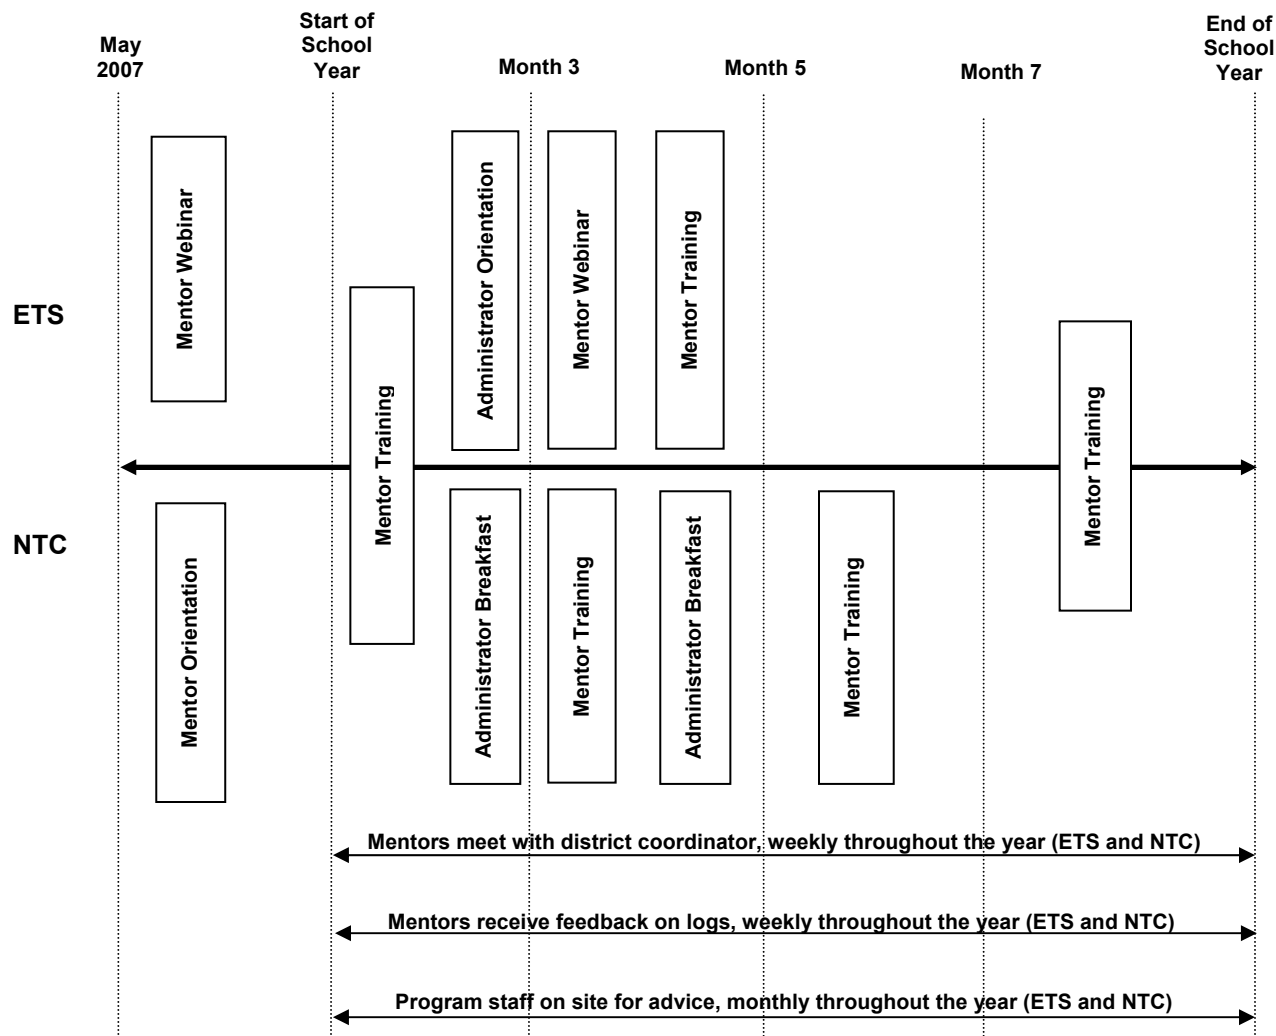 May
2007
Start of
School
Year
Month 3
Month 5
Month 7
End of
School
Year
ETS
Mentor Webinar
Mentor Training
Administrator Orientation
Mentor Webinar
Mentor Training
Mentor Training
NTC
Mentor Orientation
Administrator Breakfast
Mentor Training
Administrator Breakfast
Mentor Training
Mentors meet with district coordinator, weekly throughout the year (ETS and NTC)
Mentors receive feedback on logs, weekly throughout the year (ETS and NTC)
Program staff on site for advice, monthly throughout the year (ETS and NTC)